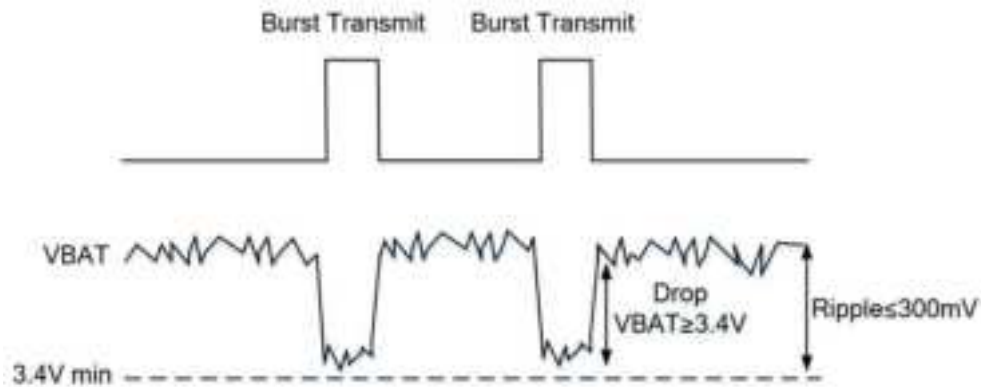 Burst Transmit Burst Transmit
VBAT
Drop
VBAT≥3.4V
Ripple≤300mV
3.4V min